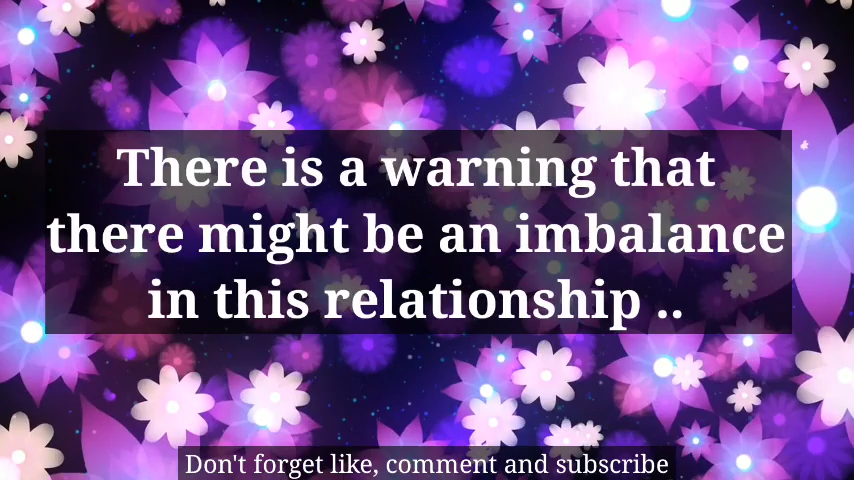 There is a warning that
there might be an imbalance
in this relationship ..
Don't forget like, comment and subscribe